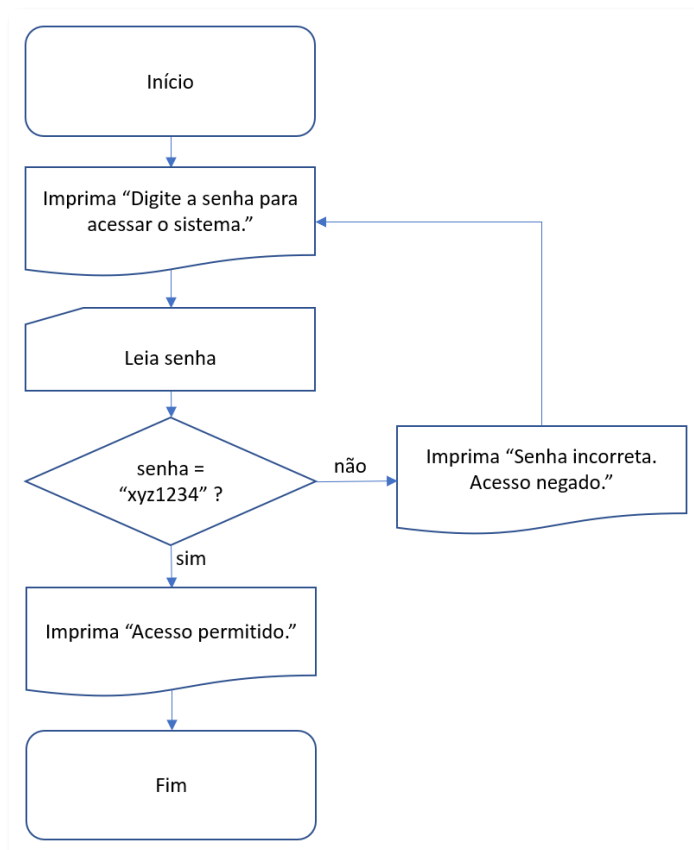 Início
Imprima “Digite a senha para
acessar o sistema.”
Leia senha
senha =
“xyz1234” ?
não
Imprima “Senha incorreta.
Acesso negado.”
sim
Imprima “Acesso permitido.”
Fim